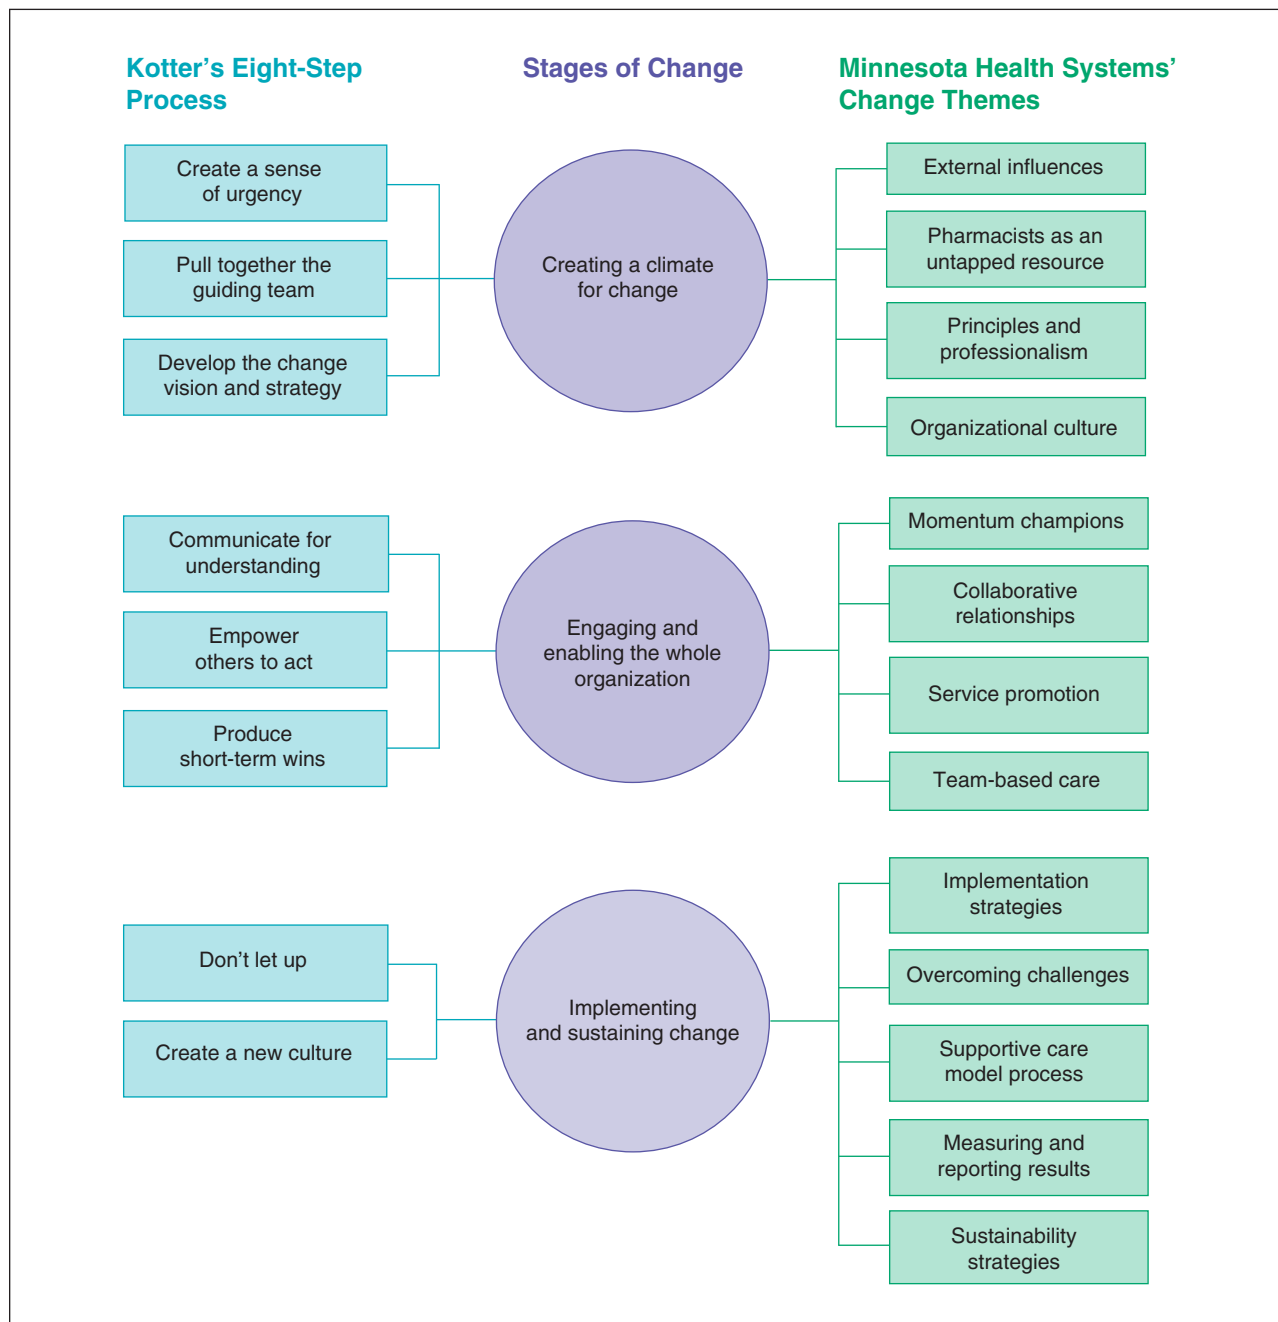 Kotter’s Eight-Step
Process
Stages of Change
Minnesota Health Systems’
Change Themes
Create a sense
of urgency
Pull together the
guiding team
Develop the change
vision and strategy
Creating a climate
for change
External influences
Pharmacists as an
untapped resource
Principles and
professionalism
Organizational culture
Communicate for
understanding
Empower
others to act
Produce
short-term wins
Engaging and
enabling the whole
organization
Momentum champions
Collaborative
relationships
Service promotion
Team-based care
Don’t let up
Create a new culture
Implementing
and sustaining change
Implementation
strategies
Overcoming challenges
Supportive care
model process
Measuring and
reporting results
Sustainability
strategies